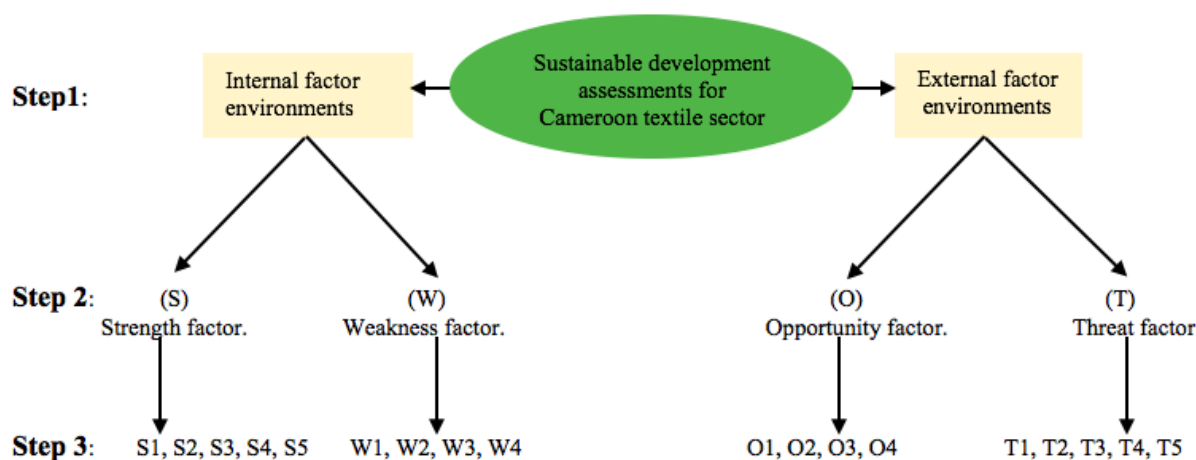 Step1:
Internal factor
environments
Sustainable development
assessments for
Cameroon textile sector
External factor
environments
Step 2:
(S)
Strength factor.
(W)
Weakness factor.
(O)
Opportunity factor.
(T)
Threat factor
Step 3:
S1, S2, S3, S4, S5
W1, W2, W3, W4
O1, O2, O3, O4
T1, T2, T3, T4, T5